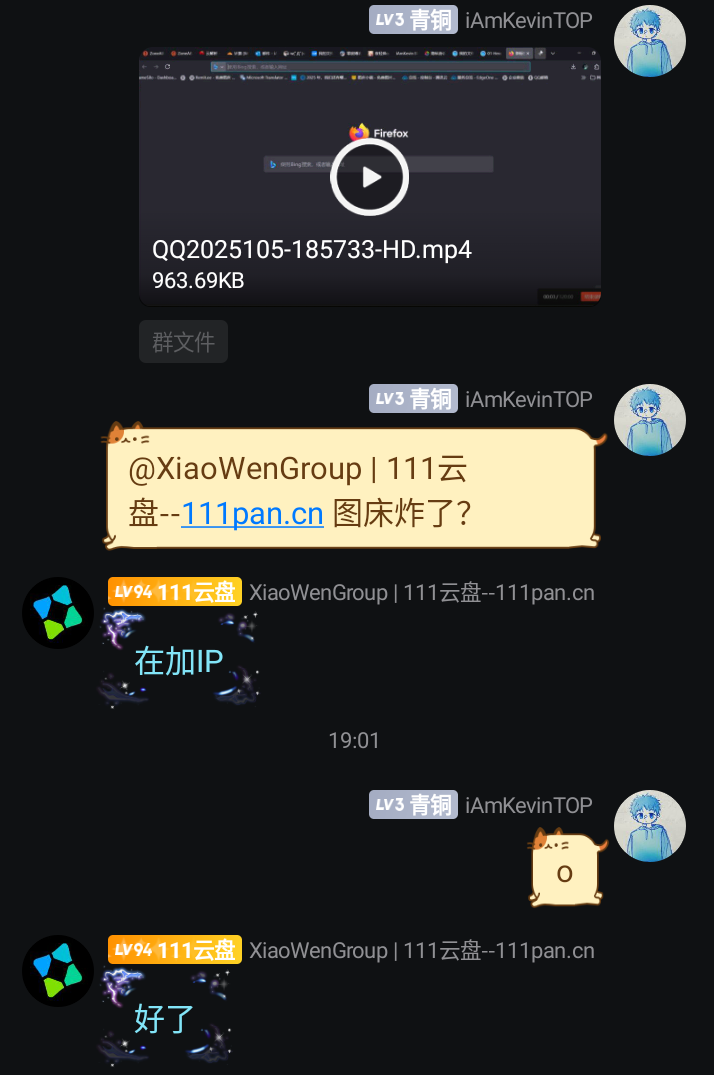 LV3 青铜 iAmKevinTOP
Firefox
QQ2025105-185733-HD.mp4
963.69KB
群文件
LV3 青铜 iAmKevinTOP
@XiaoWenGroup | 111云
盘--111pan.cn 图床炸了?
LV94 111云盘 XiaoWenGroup | 111云盘--111pan.cn
在加IP
19:01
LV3 青铜 iAmKevinTOP
o
LV94 111云盘 XiaoWenGroup | 111云盘--111pan.cn
好了